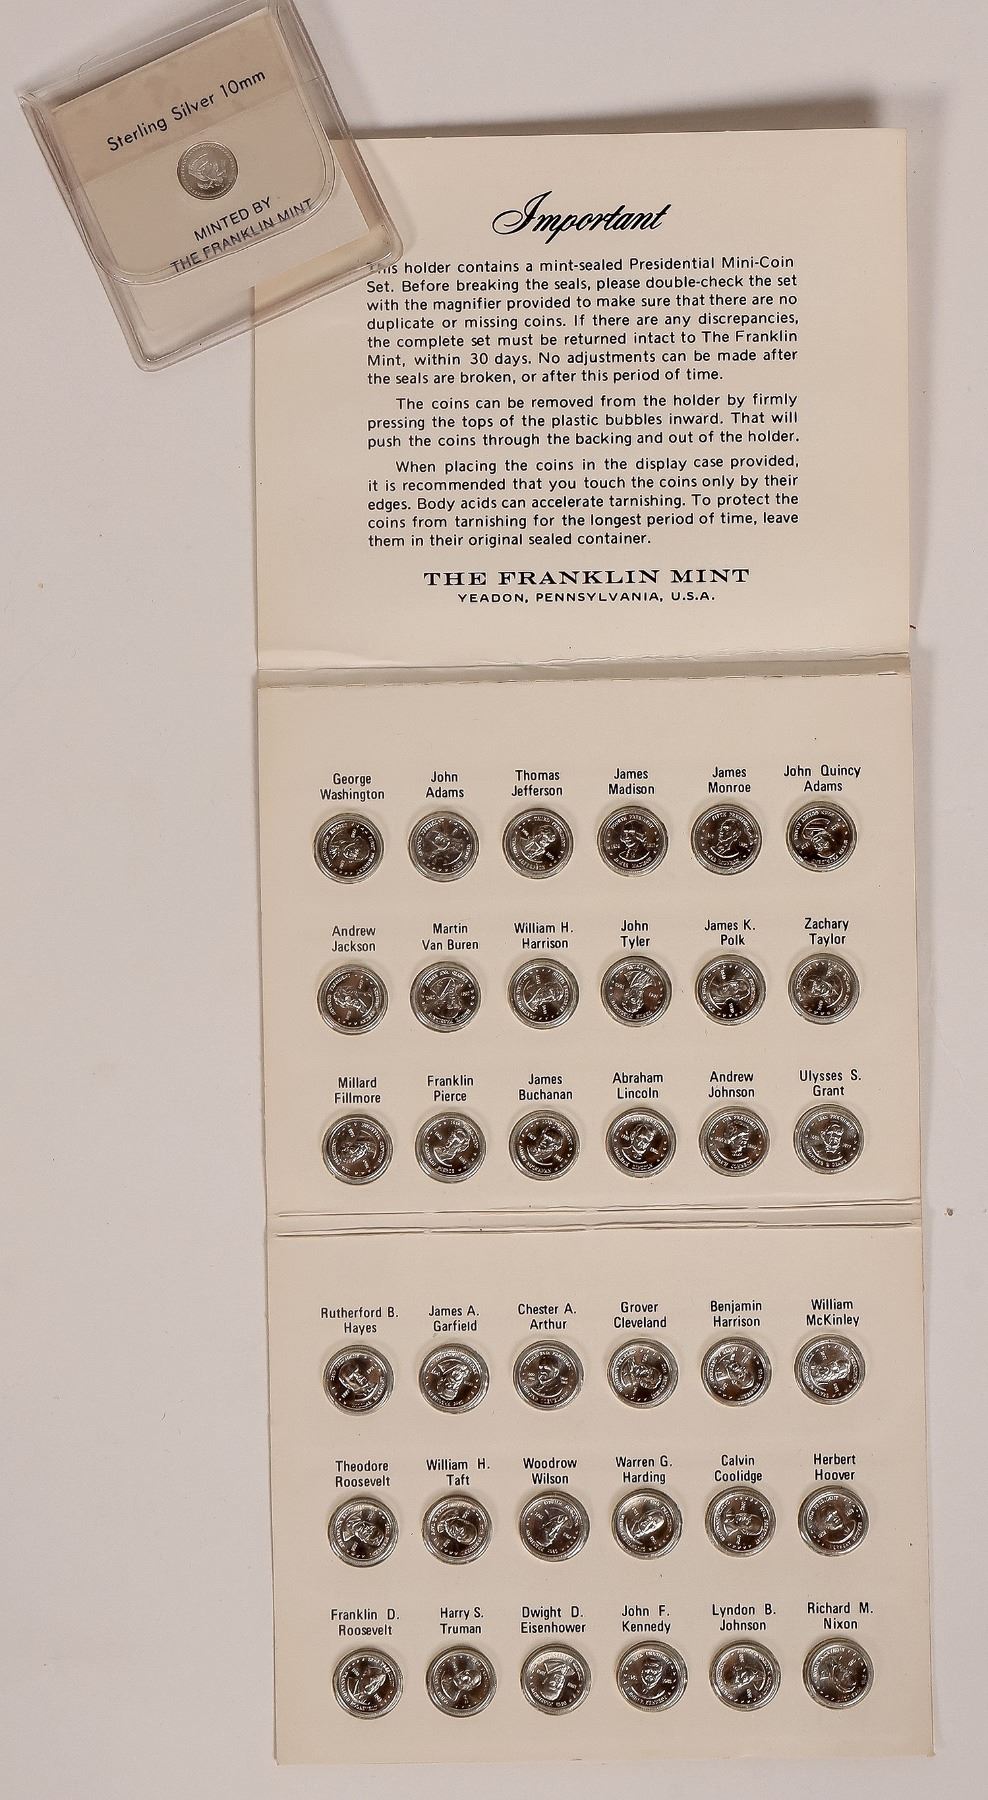 Sterling Silver 10mm
MINTED BY
THE FRANKLIN MINT
Important
This holder contains a mint-sealed Presidential Mini-Coin
Set. Before breaking the seals, please double-check the set
with the magnifier provided to make sure that there are no
duplicate or missing coins. If there are any discrepancies,
the complete set must be returned intact to The Franklin
Mint, within 30 days. No adjustments can be made after
the seals are broken, or after this period of time.
The coins can be removed from the holder by firmly
pressing the tops of the plastic bubbles inward. That will
push the coins through the backing and out of the holder.
When placing the coins in the display case provided,
it is recommended that you touch the coins only by their
edges. Body acids can accelerate tarnishing. To protect the
coins from tarnishing for the longest period of time, leave
them in their original sealed container.
THE FRANKLIN MINT
YEADON, PENNSYLVANIA, U.S.A.
George
Washington
John
Adams
Thomas
Jefferson
James
Madison
James
Monroe
John Quincy
Adams
Andrew
Jackson
Martin
Van Buren
William H.
Harrison
John
Tyler
James K.
Polk
Zachary
Taylor
Millard
Fillmore
Franklin
Pierce
James
Buchanan
Abraham
Lincoln
Andrew
Johnson
Ulysses S.
Grant
Rutherford B.
Hayes
James A.
Garfield
Chester A.
Arthur
Grover
Cleveland
Benjamin
Harrison
William
McKinley
Theodore
Roosevelt
William H.
Taft
Woodrow
Wilson
Warren G.
Harding
Calvin
Coolidge
Herbert
Hoover
Franklin D.
Roosevelt
Harry S.
Truman
Dwight D.
Eisenhower
John F.
Kennedy
Lyndon B.
Johnson
Richard M.
Nixon